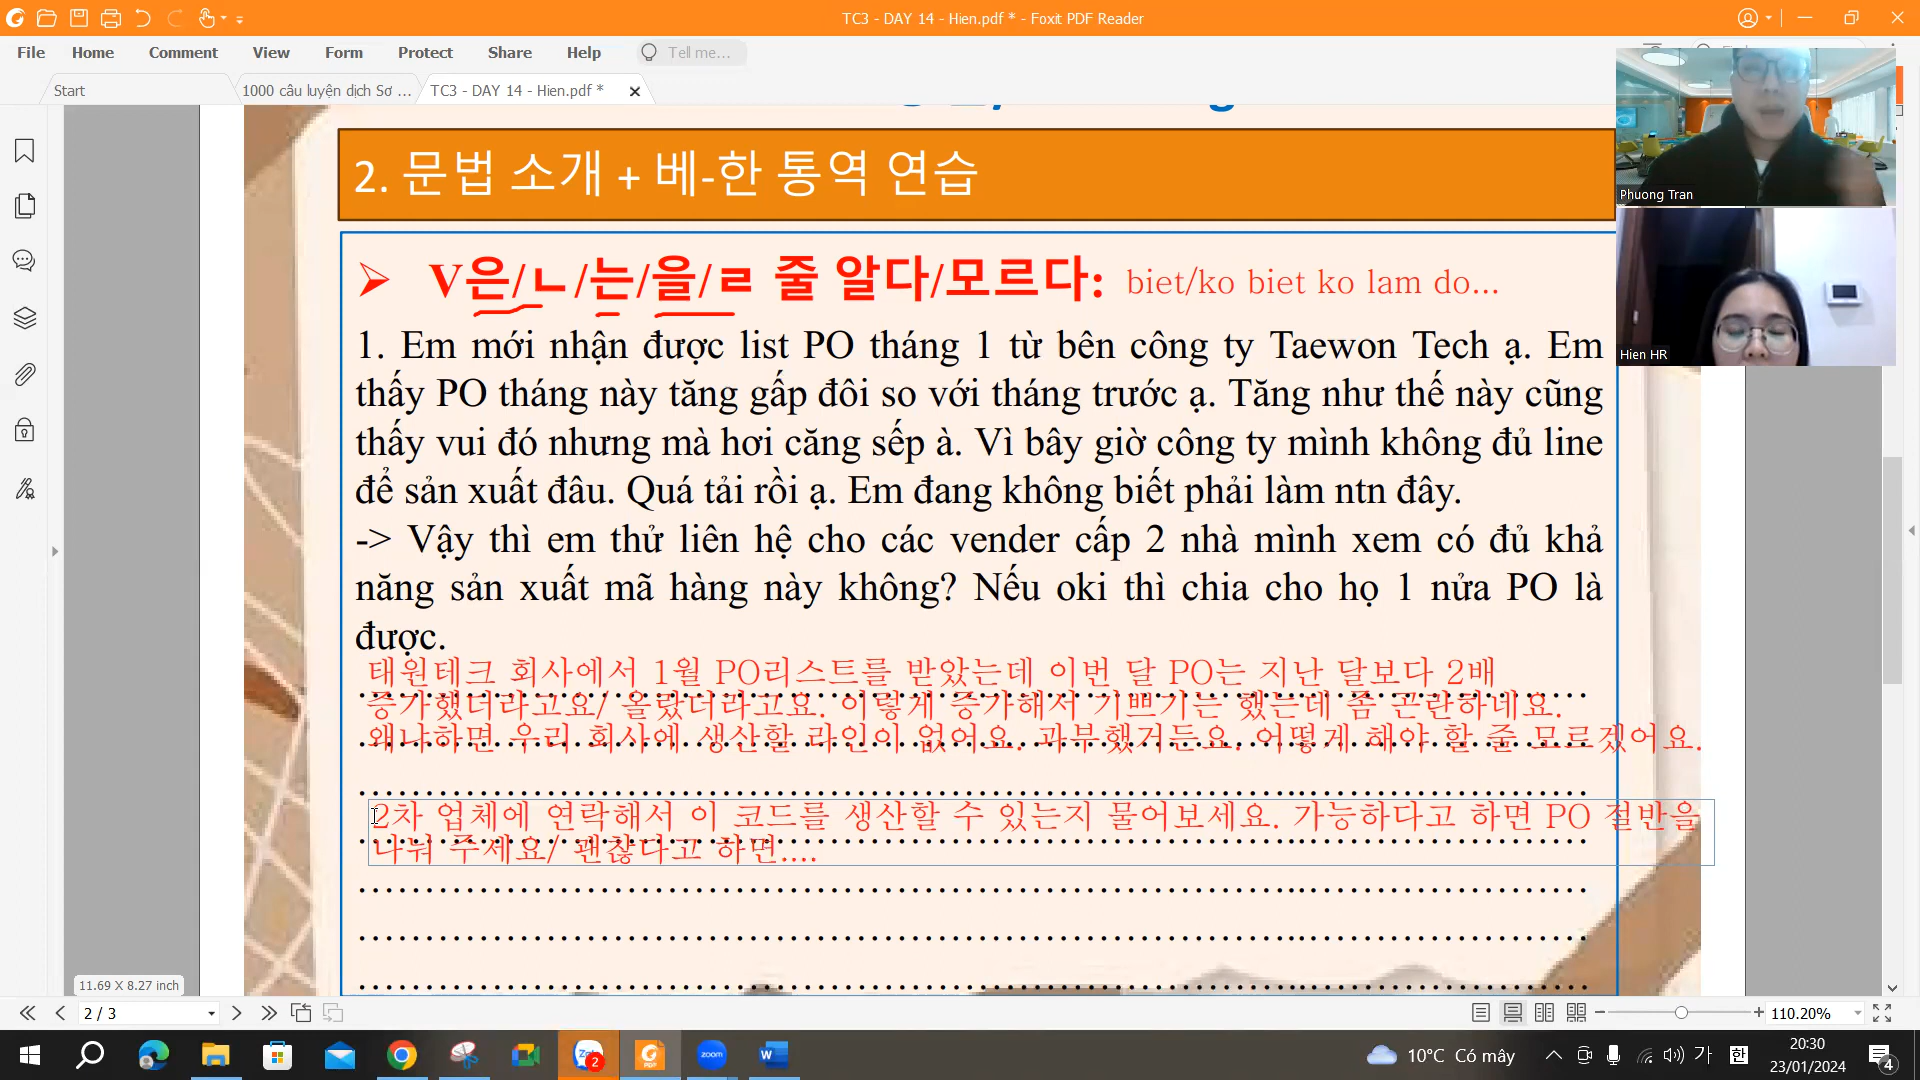 TC3 - DAY 14 - Hien.pdf * - Foxit PDF Reader
File Home Comment View Form Protect Share Help Tell me...
Start 1000 câu luyện dịch Sơ ... TC3 - DAY 14 - Hien.pdf *
2. 문법 소개 + 베-한 통역 연습
➢ V은/ㄴ/는/을/ㄹ 줄 알다/모르다: biet/ko biet ko lam do...
1. Em mới nhận được list PO tháng 1 từ bên công ty Taewon Tech ạ. Em
thấy PO tháng này tăng gấp đôi so với tháng trước ạ. Tăng như thế này cũng
thấy vui đó nhưng mà hơi căng sếp à. Vì bây giờ công ty mình không đủ line
để sản xuất đâu. Quá tải rồi ạ. Em đang không biết phải làm ntn đây.
-> Vậy thì em thử liên hệ cho các vender cấp 2 nhà mình xem có đủ khả
năng sản xuất mã hàng này không? Nếu oki thì chia cho họ 1 nửa PO là
được.
태원테크 회사에서 1월 PO리스트를 받았는데 이번 달 PO는 지난 달보다 2배
증가했더라고요/ 올랐더라고요. 이렇게 증가해서 기쁘기는 했는데 좀 곤란하네요.
왜냐하면 우리 회사에 생산할 라인이 없어요. 과부했거든요. 어떻게 해야 할 줄 모르겠어요.
2차 업체에 연락해서 이 코드를 생산할 수 있는지 물어보세요. 가능하다고 하면 PO 절반을
나눠 주세요/ 괜찮다고 하면....
Phuong Tran
Hien HR
11.69 X 8.27 inch
2 / 3
110.20%
Zalo 2
zoom
10°C Có mây
가 한
20:30
23/01/2024
4